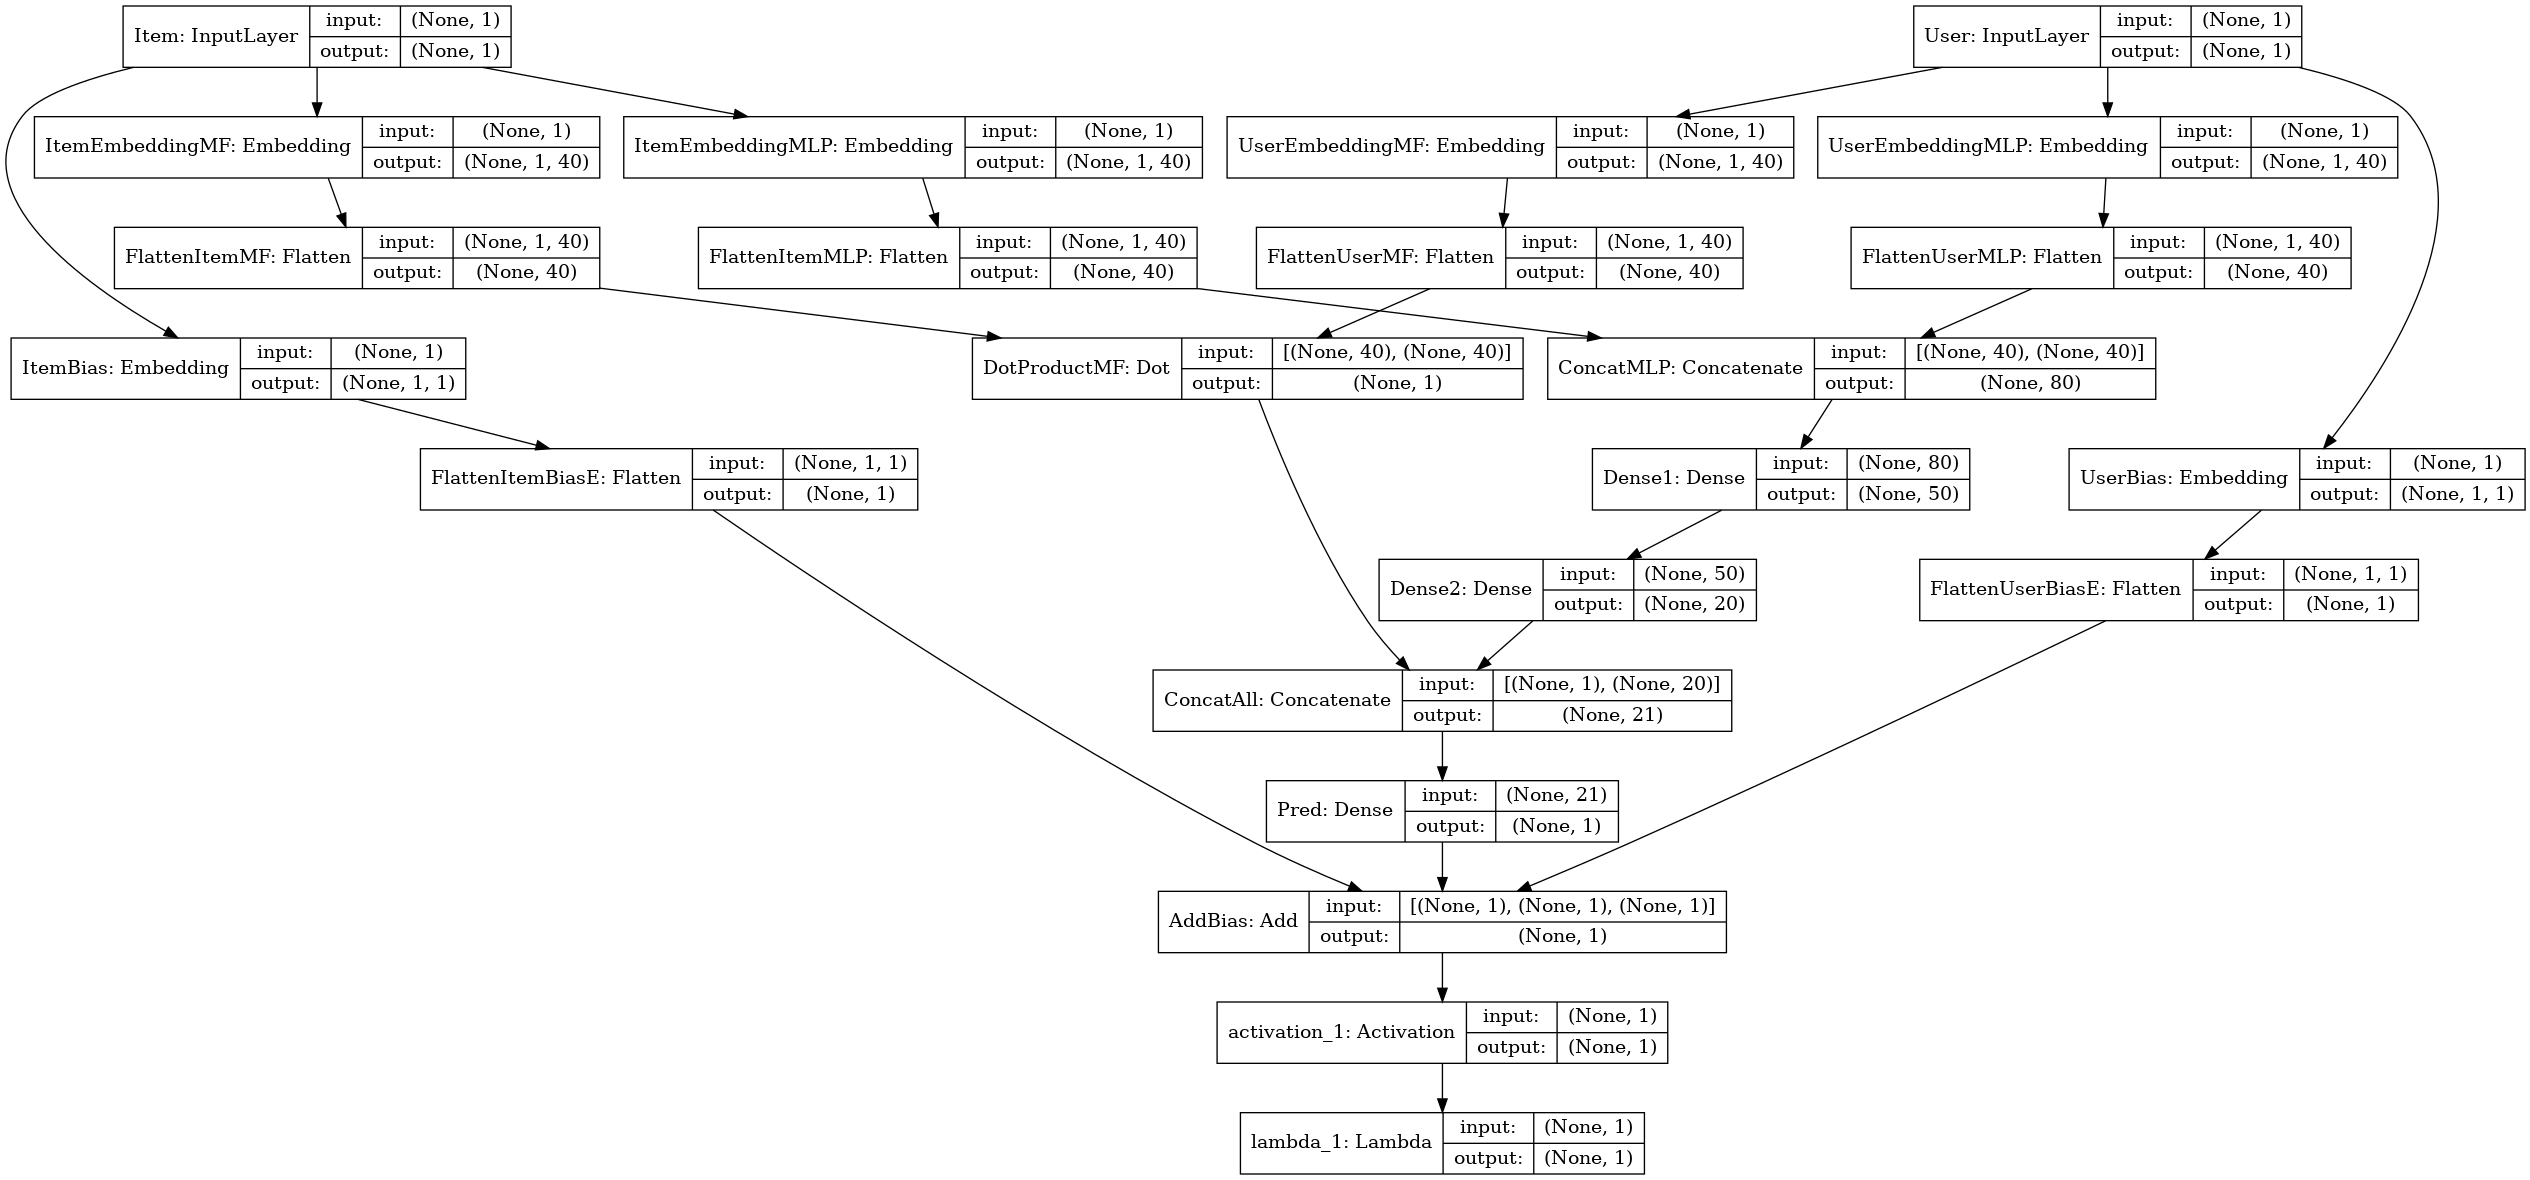 Item: InputLayer
input: (None, 1)
output: (None, 1)
User: InputLayer
input: (None, 1)
output: (None, 1)
ItemEmbeddingMF: Embedding
input: (None, 1)
output: (None, 1, 40)
ItemEmbeddingMLP: Embedding
input: (None, 1)
output: (None, 1, 40)
UserEmbeddingMF: Embedding
input: (None, 1)
output: (None, 1, 40)
UserEmbeddingMLP: Embedding
input: (None, 1)
output: (None, 1, 40)
FlattenItemMF: Flatten
input: (None, 1, 40)
output: (None, 40)
FlattenItemMLP: Flatten
input: (None, 1, 40)
output: (None, 40)
FlattenUserMF: Flatten
input: (None, 1, 40)
output: (None, 40)
FlattenUserMLP: Flatten
input: (None, 1, 40)
output: (None, 40)
ItemBias: Embedding
input: (None, 1)
output: (None, 1, 1)
DotProductMF: Dot
input: [(None, 40), (None, 40)]
output: (None, 1)
ConcatMLP: Concatenate
input: [(None, 40), (None, 40)]
output: (None, 80)
FlattenItemBiasE: Flatten
input: (None, 1, 1)
output: (None, 1)
Dense1: Dense
input: (None, 80)
output: (None, 50)
UserBias: Embedding
input: (None, 1)
output: (None, 1, 1)
Dense2: Dense
input: (None, 50)
output: (None, 20)
FlattenUserBiasE: Flatten
input: (None, 1, 1)
output: (None, 1)
ConcatAll: Concatenate
input: [(None, 1), (None, 20)]
output: (None, 21)
Pred: Dense
input: (None, 21)
output: (None, 1)
AddBias: Add
input: [(None, 1), (None, 1), (None, 1)]
output: (None, 1)
activation_1: Activation
input: (None, 1)
output: (None, 1)
lambda_1: Lambda
input: (None, 1)
output: (None, 1)